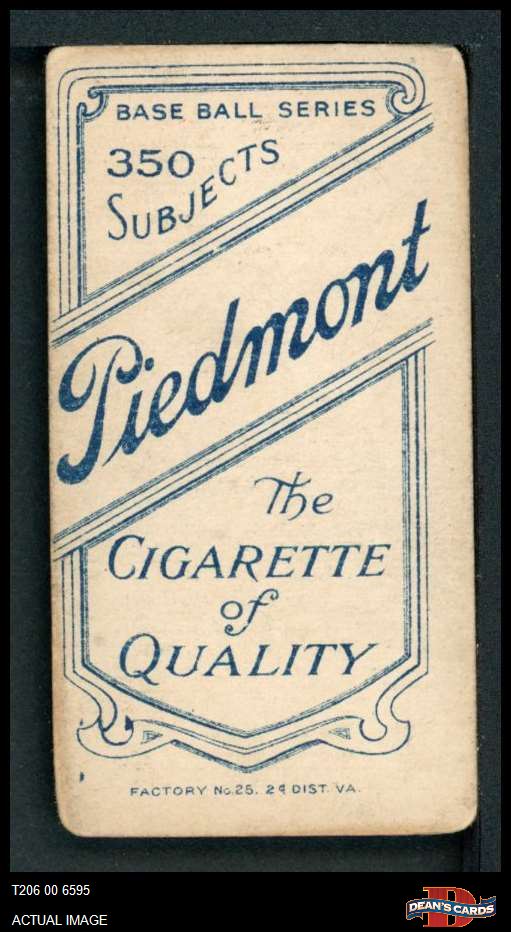 BASE BALL SERIES
350
SUBJECTS
Piedmont
The
CIGARETTE
of
QUALITY
FACTORY No. 25. 2d DIST. VA.
T206 00 6595
ACTUAL IMAGE
D
DEAN'S CARDS